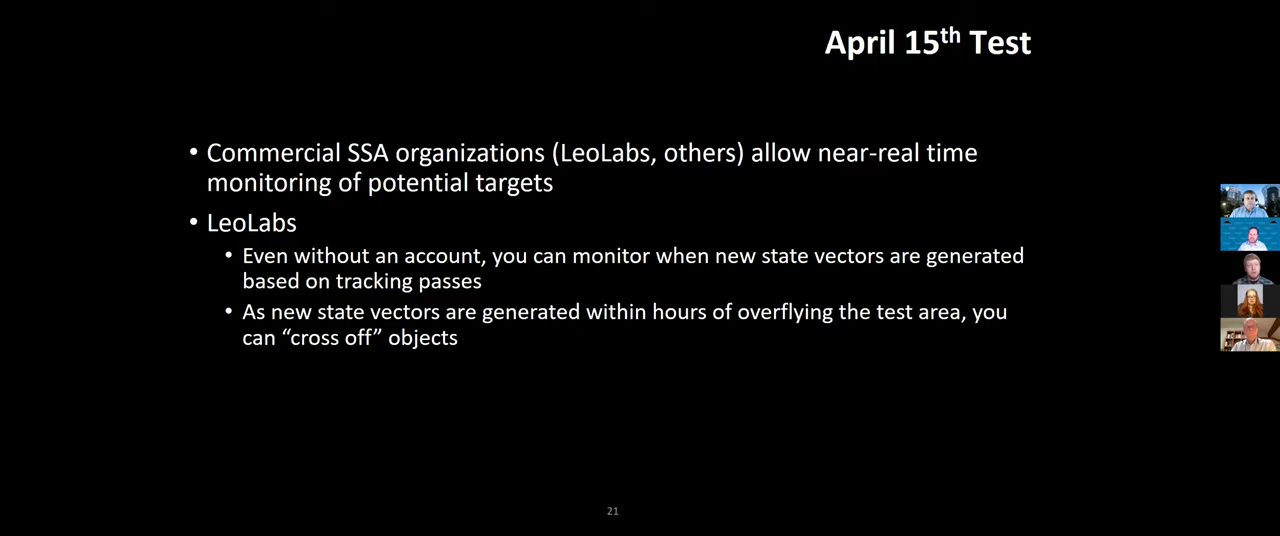 April 15th Test
• Commercial SSA organizations (LeoLabs, others) allow near-real time
monitoring of potential targets
• LeoLabs
• Even without an account, you can monitor when new state vectors are generated
based on tracking passes
• As new state vectors are generated within hours of overflying the test area, you
can “cross off” objects
21